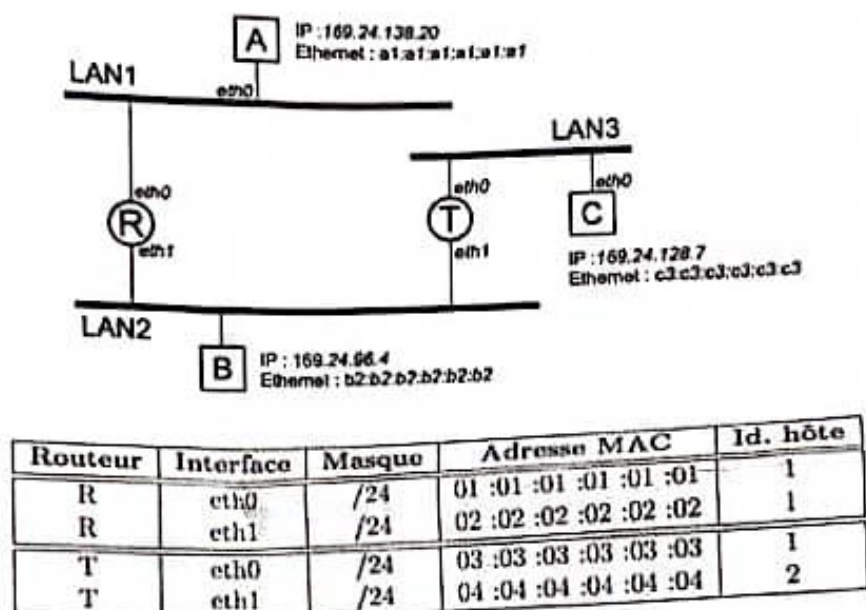 A
IP :169.24.138.20
Ethernet : a1:a1:a1:a1:a1:a1
LAN1
eth0
LAN3
eth0
R
eth1
eth0
T
eth1
eth0
C
IP :169.24.128.7
Ethernet : c3:c3:c3:c3:c3:c3
LAN2
B
IP : 169.24.96.4
Ethernet : b2:b2:b2:b2:b2:b2
Routeur Interface Masque Adresse MAC Id. hôte
R eth0 /24 01 :01 :01 :01 :01 :01 1
R eth1 /24 02 :02 :02 :02 :02 :02 1
T eth0 /24 03 :03 :03 :03 :03 :03 1
T eth1 /24 04 :04 :04 :04 :04 :04 2